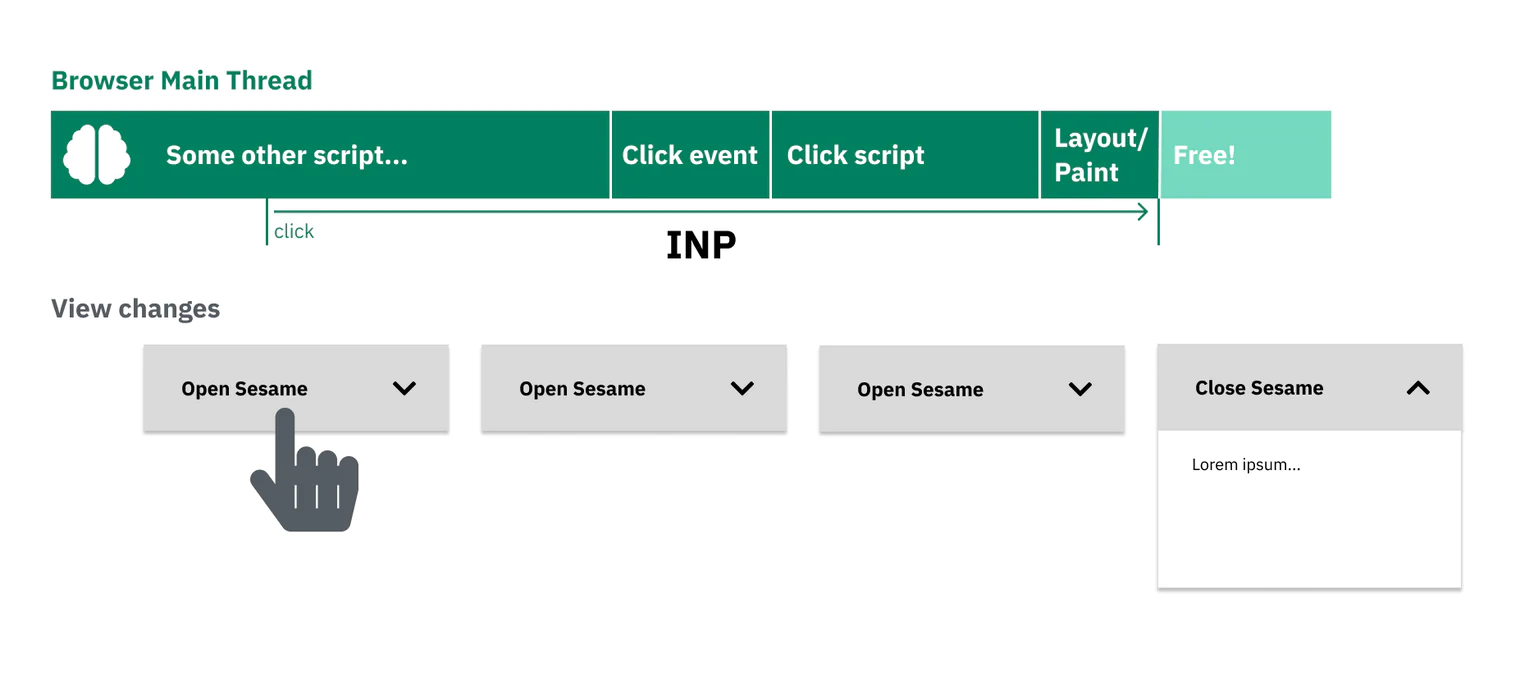 Browser Main Thread
Some other script...
Click event
Click script
Layout/
Paint
Free!
click
INP
View changes
Open Sesame
Open Sesame
Open Sesame
Close Sesame
Lorem ipsum...